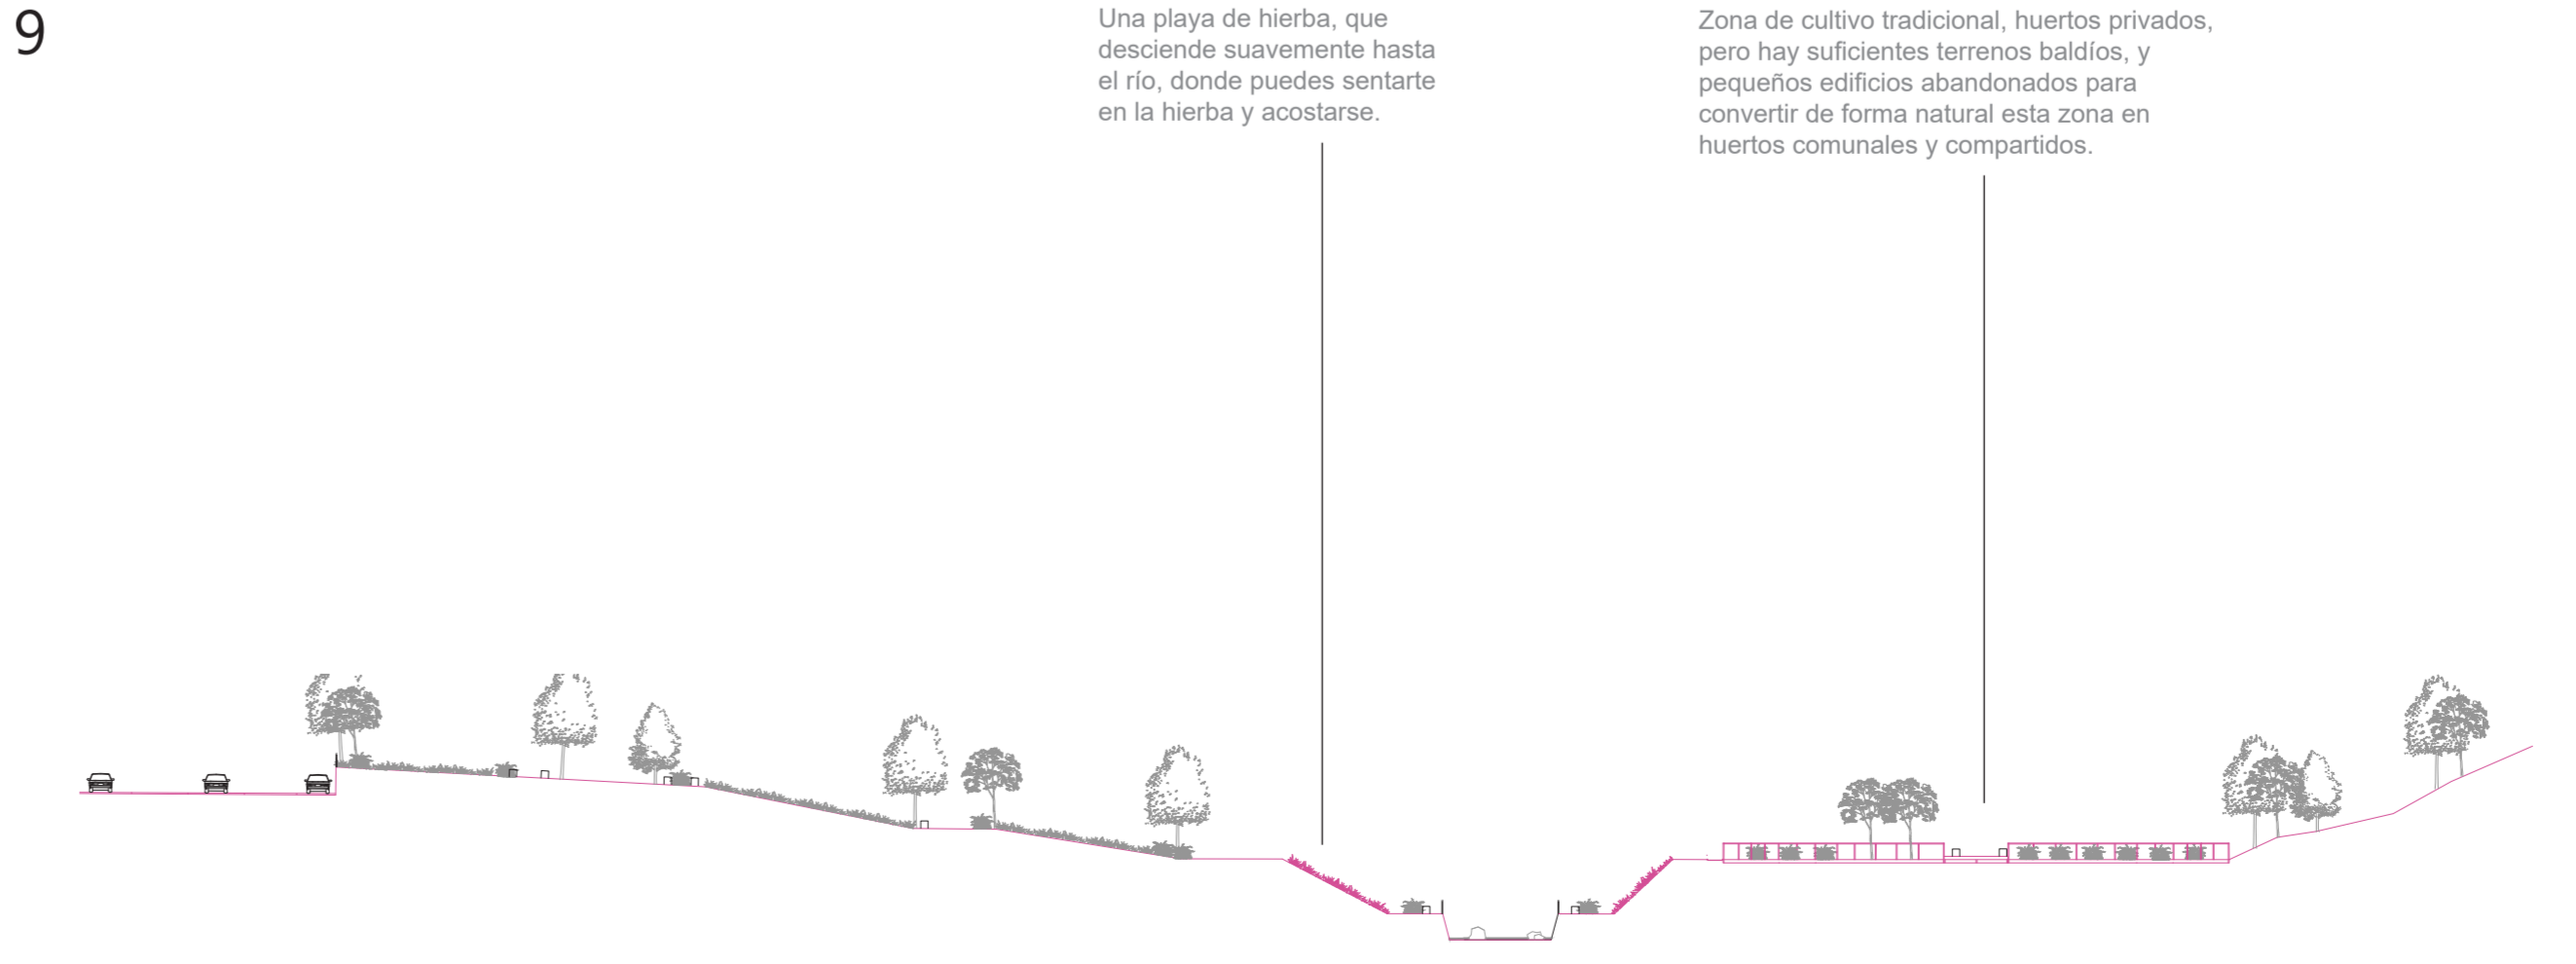 9
Una playa de hierba, que
desciende suavemente hasta
el río, donde puedes sentarte
en la hierba y acostarse.
Zona de cultivo tradicional, huertos privados,
pero hay suficientes terrenos baldíos, y
pequeños edificios abandonados para
convertir de forma natural esta zona en
huertos comunales y compartidos.